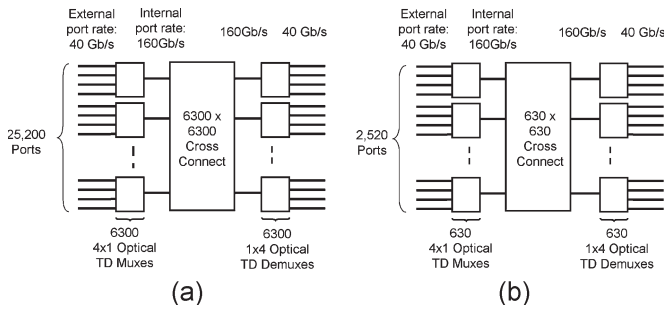 External
port rate:
40 Gb/s
Internal
port rate:
160Gb/s
160Gb/s
40 Gb/s
25,200
Ports
6300 x
6300
Cross
Connect
6300
4x1 Optical
TD Muxes
6300
1x4 Optical
TD Demuxes
(a)
External
port rate:
40 Gb/s
Internal
port rate:
160Gb/s
160Gb/s
40 Gb/s
2,520
Ports
630 x
630
Cross
Connect
630
4x1 Optical
TD Muxes
630
1x4 Optical
TD Demuxes
(b)